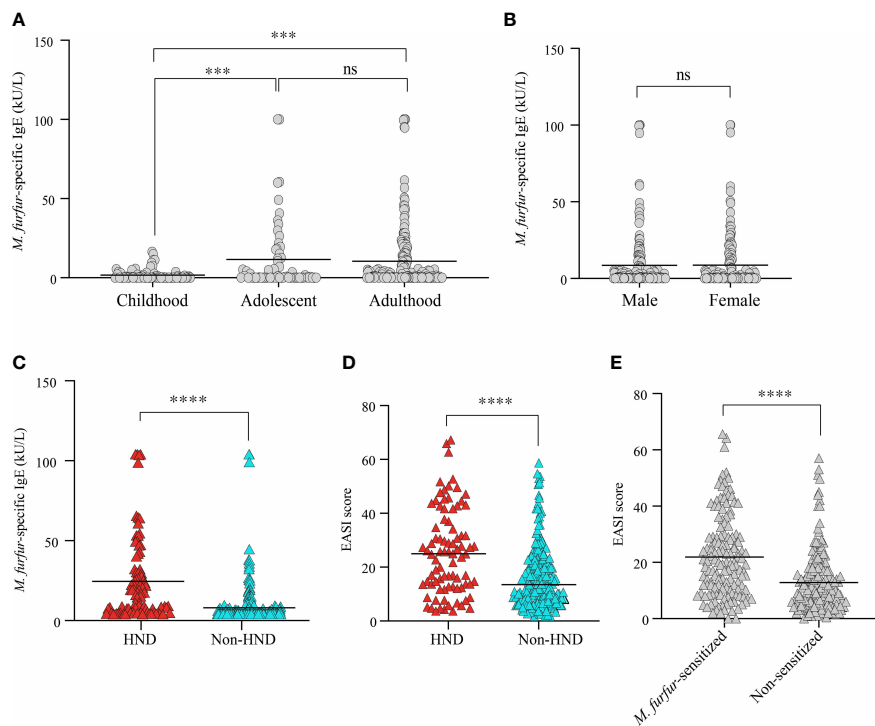 A
B
M. furfur-specific IgE (kU/L)
150
100
50
0
***
***
ns
Childhood
Adolescent
Adulthood
M. furfur-specific IgE (kU/L)
150
100
50
0
ns
Male
Female
C
D
E
M. furfur-specific IgE (kU/L)
150
100
50
0
****
HND
Non-HND
EASI score
80
60
40
20
0
****
HND
Non-HND
EASI score
80
60
40
20
0
****
M. furfur-sensitized
Non-sensitized